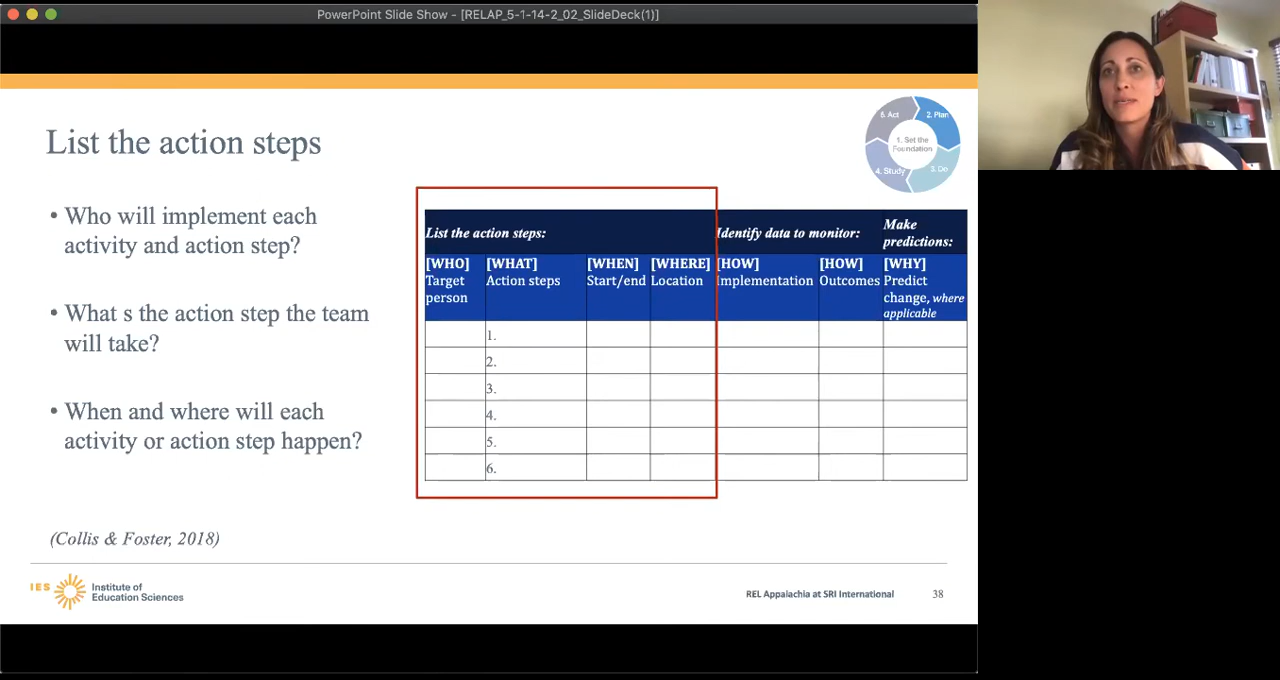 PowerPoint Slide Show - [RELAP_5-1-14-2_02_SlideDeck(1)]
List the action steps
5. Act
2. Plan
1. Set the
Foundation
4. Study
3. Do
• Who will implement each
activity and action step?
• What s the action step the team
will take?
• When and where will each
activity or action step happen?
List the action steps:
Identify data to monitor:
Make
predictions:
[WHO]
Target
person
[WHAT]
Action steps
[WHEN]
Start/end
[WHERE]
Location
[HOW]
Implementation
[HOW]
Outcomes
[WHY]
Predict
change, where
applicable
1.
2.
3.
4.
5.
6.
(Collis & Foster, 2018)
IES
Institute of
Education Sciences
REL Appalachia at SRI International
38